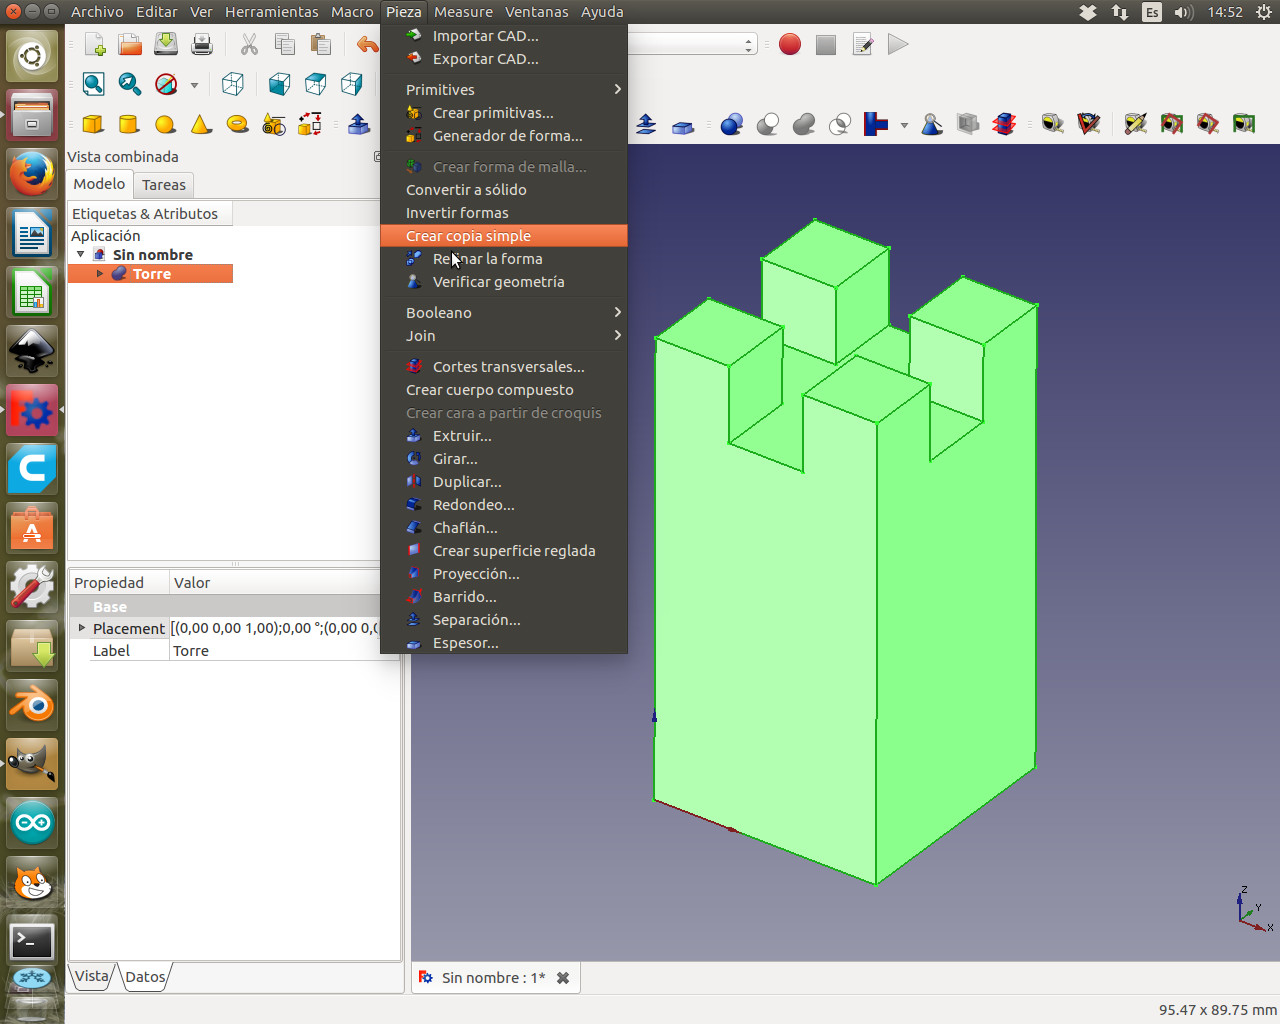 Archivo Editar Ver Herramientas Macro Pieza Measure Ventanas Ayuda Es 14:52
Importar CAD...
Exportar CAD...
Primitives
Crear primitivas...
Generador de forma...
Crear forma de malla...
Convertir a sólido
Invertir formas
Crear copia simple
la forma
Verificar geometría
Booleano
Join
Cortes transversales...
Crear cuerpo compuesto
Crear cara a partir de croquis
Extruir...
Girar...
Duplicar...
Redondeo...
Chaflán...
Crear superficie reglada
Proyección...
Barrido...
Separación...
Espesor...
Vista combinada
Modelo Tareas
Etiquetas & Atributos
Aplicación
Sin nombre
Torre
Propiedad Valor
Base
Placement [(0,00 0,00 1,00);0,00 °;(0,00 0,0
Label Torre
Vista Datos
Z
Y
X
Sin nombre : 1*
95.47 x 89.75 mm